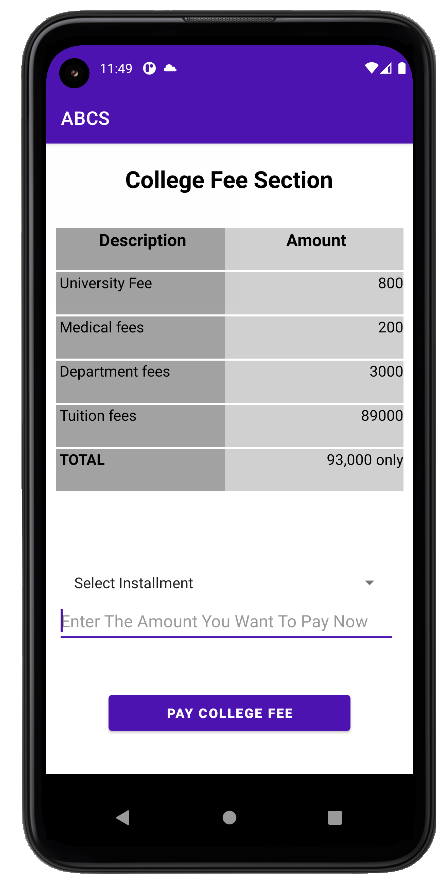 11:49
ABCS
College Fee Section
Description Amount
University Fee 800
Medical fees 200
Department fees 3000
Tuition fees 89000
TOTAL 93,000 only
Select Installment
Enter The Amount You Want To Pay Now
PAY COLLEGE FEE